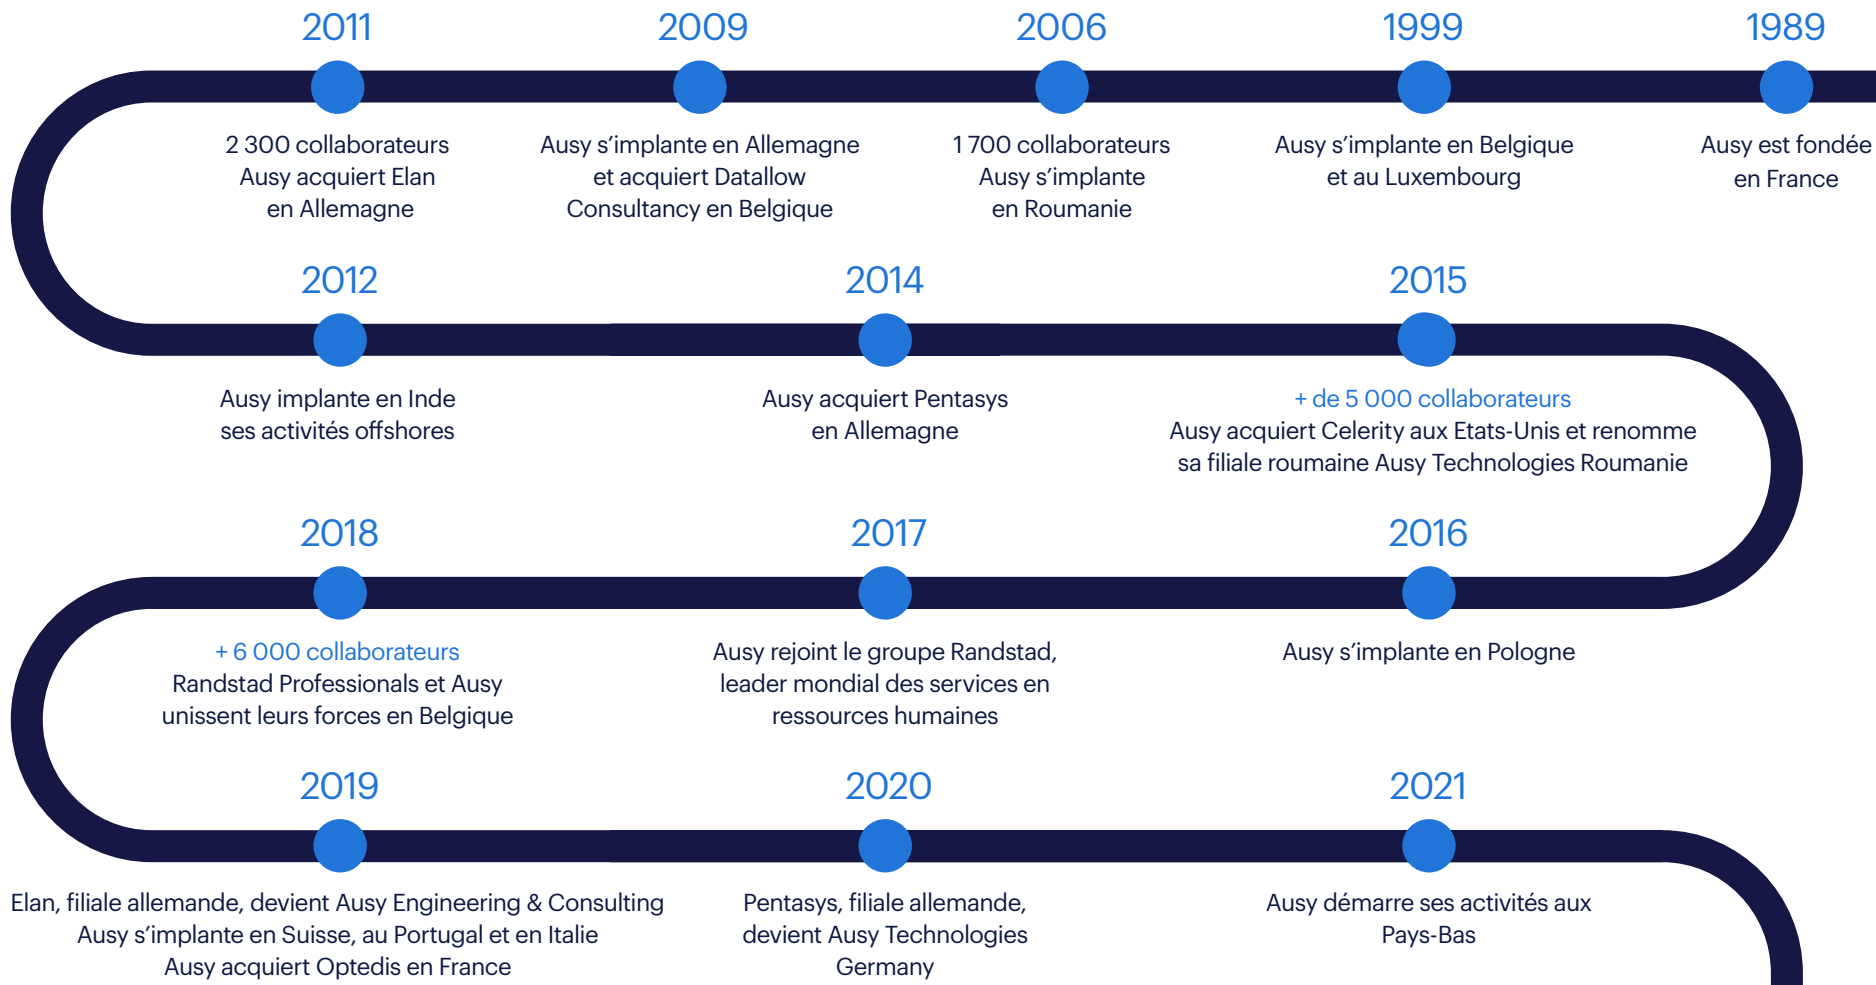 2011
2 300 collaborateurs
Ausy acquiert Elan
en Allemagne
2009
Ausy s’implante en Allemagne
et acquiert Datallow
Consultancy en Belgique
2006
1 700 collaborateurs
Ausy s’implante
en Roumanie
1999
Ausy s’implante en Belgique
et au Luxembourg
1989
Ausy est fondée
en France
2012
Ausy implante en Inde
ses activités offshores
2014
Ausy acquiert Pentasys
en Allemagne
2015
+ de 5 000 collaborateurs
Ausy acquiert Celerity aux Etats-Unis et renomme
sa filiale roumaine Ausy Technologies Roumanie
2018
+ 6 000 collaborateurs
Randstad Professionals et Ausy
unissent leurs forces en Belgique
2017
Ausy rejoint le groupe Randstad,
leader mondial des services en
ressources humaines
2016
Ausy s’implante en Pologne
2019
Elan, filiale allemande, devient Ausy Engineering & Consulting
Ausy s’implante en Suisse, au Portugal et en Italie
Ausy acquiert Optedis en France
2020
Pentasys, filiale allemande,
devient Ausy Technologies
Germany
2021
Ausy démarre ses activités aux
Pays-Bas